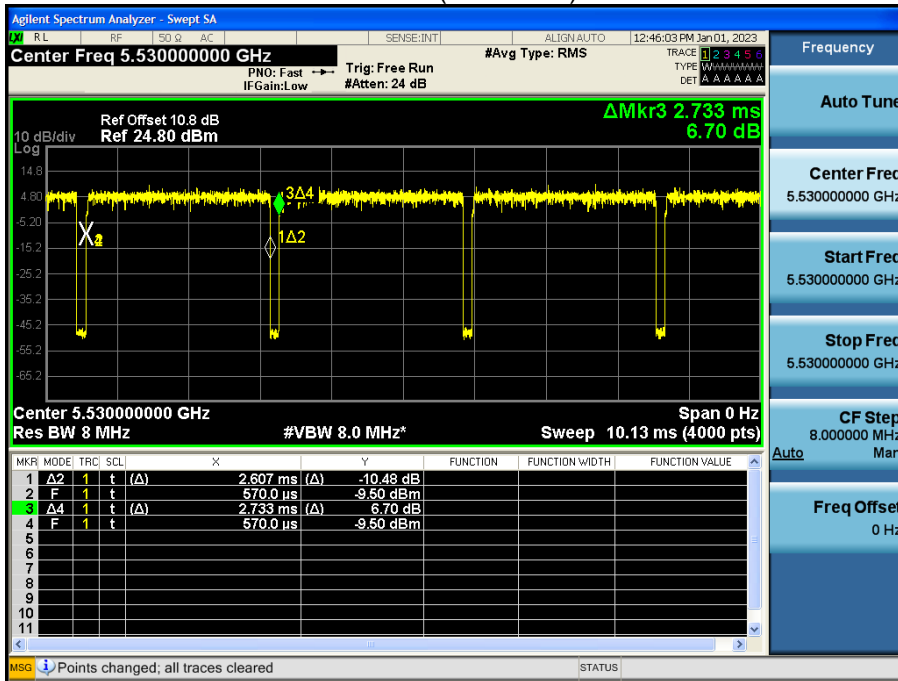 Agilent Spectrum Analyzer - Swept SA
LXI RL RF 50 Ω AC SENSE:INT ALIGNAUTO 12:46:03 PM Jan 01, 2023
Center Freq 5.530000000 GHz
PNO: Fast
IFGain:Low
Trig: Free Run
#Atten: 24 dB
#Avg Type: RMS
TRACE 1 2 3 4 5 6
TYPE WWWWWW
DET A A A A A A
Frequency
Auto Tune
Center Freq
5.530000000 GHz
Start Freq
5.530000000 GHz
Stop Freq
5.530000000 GHz
CF Step
8.000000 MHz
Auto Man
Freq Offset
0 Hz
ΔMkr3 2.733 ms
6.70 dB
Ref Offset 10.8 dB
10 dB/div Ref 24.80 dBm
Log
14.8
4.80
-5.20
-15.2
-25.2
-35.2
-45.2
-55.2
-65.2
3Δ4
1Δ2
Center 5.530000000 GHz Span 0 Hz
Res BW 8 MHz #VBW 8.0 MHz* Sweep 10.13 ms (4000 pts)
MKR MODE TRC SCL X Y FUNCTION FUNCTION WIDTH FUNCTION VALUE
1 Δ2 1 t (Δ) 2.607 ms (Δ) -10.48 dB
2 F 1 t 570.0 µs -9.50 dBm
3 Δ4 1 t (Δ) 2.733 ms (Δ) 6.70 dB
4 F 1 t 570.0 µs -9.50 dBm
5
6
7
8
9
10
11
MSG Points changed; all traces cleared STATUS